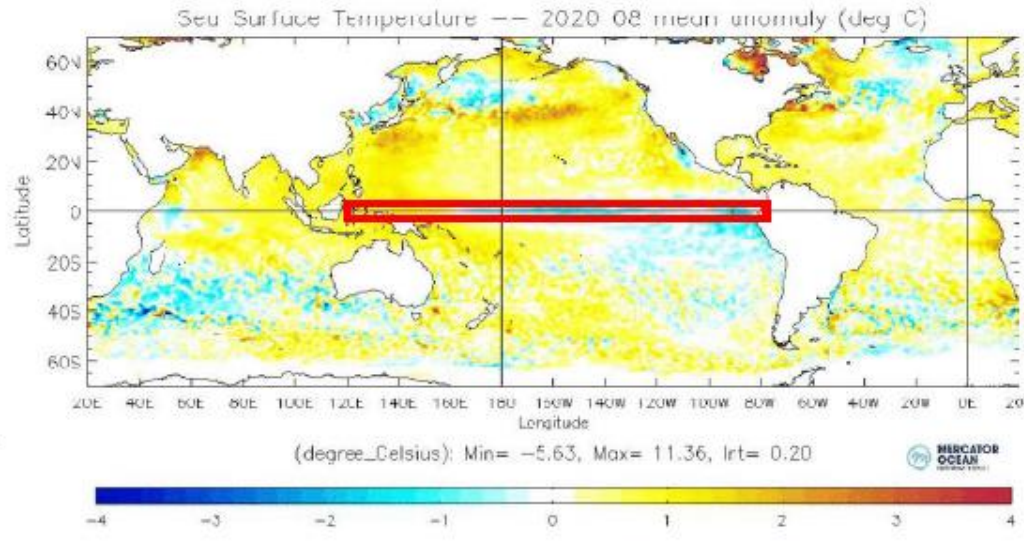 Sea Surface Temperature –– 2020 08 mean anomaly (deg C)
60N
40N
20N
0
20S
40S
60S
Latitude
20E 40E 60E 80E 100E 120E 140E 160E 180 160W 140W 120W 100W 80W 60W 40W 20W 0E 20
Longitude
(degree_Celsius): Min= −5.63, Max= 11.36, Irt= 0.20
MERCATOR
OCEAN
−4 −3 −2 −1 0 1 2 3 4